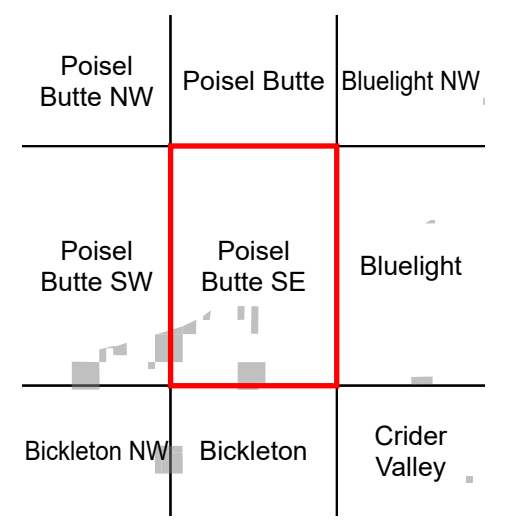 Poisel
Butte NW
Poisel Butte
Bluelight NW
Poisel
Butte SW
Poisel
Butte SE
Bluelight
Bickleton NW
Bickleton
Crider
Valley